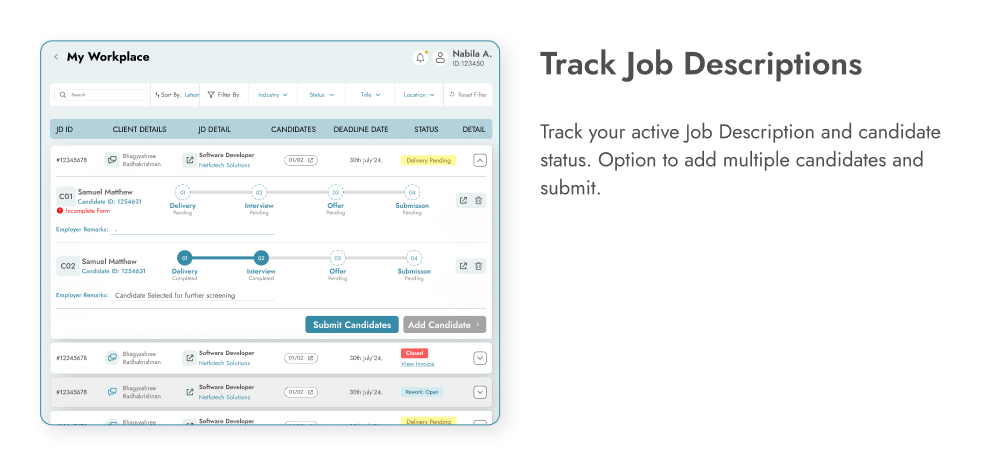 My Workplace
Nabila A.
ID:123450
Search
Sort By: Latest
Filter By:
Industry
Status
Title
Location
Reset Filter
JD ID CLIENT DETAILS JD DETAIL CANDIDATES DEADLINE DATE STATUS DETAIL
#12345678 Bhagyashree Radhakrishnan Software Developer Netfotech Solutions 01/02 30th July'24, Delivery Pending
C01 Samuel Matthew
Candidate ID: 1254631
Incomplete Form
01 02 03 04
Delivery Interview Offer Submisson
Pending Pending Pending Pending
Employer Remarks: -
C02 Samuel Matthew
Candidate ID: 1254631
01 02 03 04
Delivery Interview Offer Submisson
Completed Completed Pending Pending
Employer Remarks: Candidate Selected for further screening
Submit Candidates Add Candidate
#12345678 Bhagyashree Radhakrishnan Software Developer Netfotech Solutions 01/02 30th July'24, Closed
View Invoice
#12345678 Bhagyashree Radhakrishnan Software Developer Netfotech Solutions 01/02 30th July'24, Rework: Open
Bhagyashree Software Developer Delivery Pending
Track Job Descriptions
Track your active Job Description and candidate
status. Option to add multiple candidates and
submit.